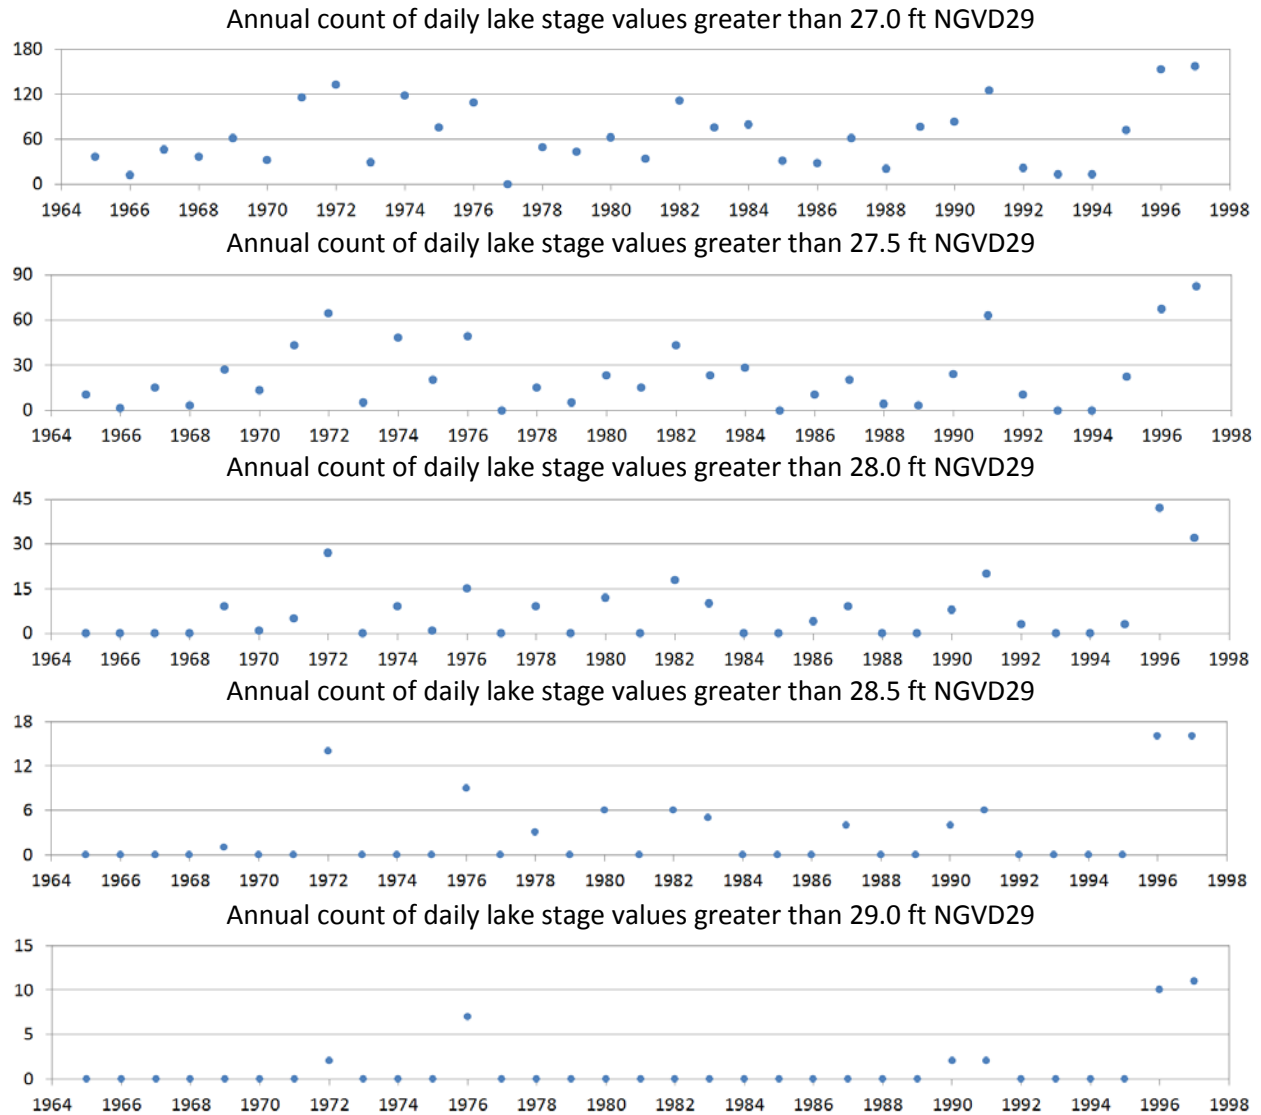 Annual count of daily lake stage values greater than 27.0 ft NGVD29
180
120
60
0
1964 1966 1968 1970 1972 1974 1976 1978 1980 1982 1984 1986 1988 1990 1992 1994 1996 1998
Annual count of daily lake stage values greater than 27.5 ft NGVD29
90
60
30
0
1964 1966 1968 1970 1972 1974 1976 1978 1980 1982 1984 1986 1988 1990 1992 1994 1996 1998
Annual count of daily lake stage values greater than 28.0 ft NGVD29
45
30
15
0
1964 1966 1968 1970 1972 1974 1976 1978 1980 1982 1984 1986 1988 1990 1992 1994 1996 1998
Annual count of daily lake stage values greater than 28.5 ft NGVD29
18
12
6
0
1964 1966 1968 1970 1972 1974 1976 1978 1980 1982 1984 1986 1988 1990 1992 1994 1996 1998
Annual count of daily lake stage values greater than 29.0 ft NGVD29
15
10
5
0
1964 1966 1968 1970 1972 1974 1976 1978 1980 1982 1984 1986 1988 1990 1992 1994 1996 1998